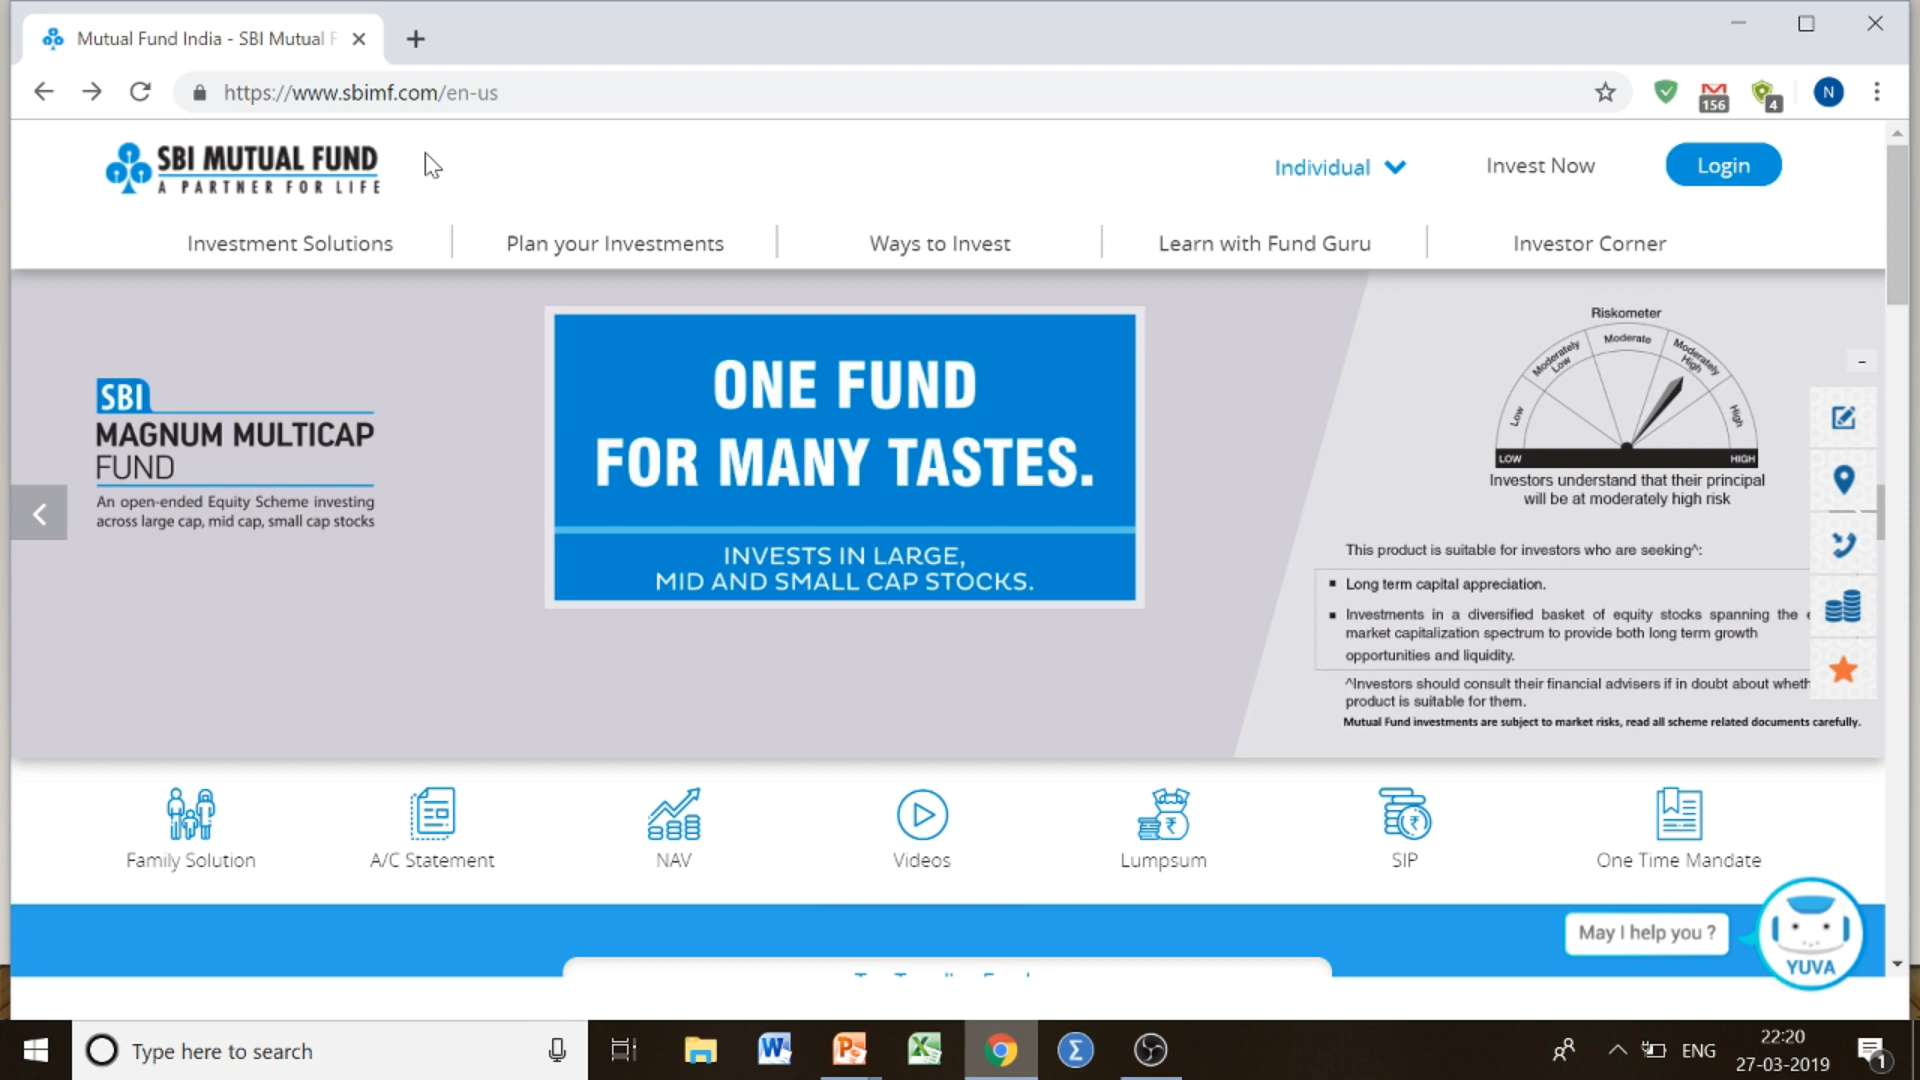 Mutual Fund India - SBI Mutual F
https://www.sbimf.com/en-us
156
4
N
SBI MUTUAL FUND
A PARTNER FOR LIFE
Individual
Invest Now
Login
Investment Solutions
Plan your Investments
Ways to Invest
Learn with Fund Guru
Investor Corner
SBI
MAGNUM MULTICAP
FUND
An open-ended Equity Scheme investing
across large cap, mid cap, small cap stocks
ONE FUND
FOR MANY TASTES.
INVESTS IN LARGE,
MID AND SMALL CAP STOCKS.
Riskometer
Low
Moderately Low
Moderate
Moderately High
High
LOW
HIGH
Investors understand that their principal
will be at moderately high risk
This product is suitable for investors who are seeking^:
▪ Long term capital appreciation.
▪ Investments in a diversified basket of equity stocks spanning the
market capitalization spectrum to provide both long term growth
opportunities and liquidity.
^Investors should consult their financial advisers if in doubt about wheth
product is suitable for them.
Mutual Fund investments are subject to market risks, read all scheme related documents carefully.
Family Solution
A/C Statement
NAV
Videos
Lumpsum
SIP
One Time Mandate
May I help you ?
YUVA
Type here to search
ENG
22:20
27-03-2019
1